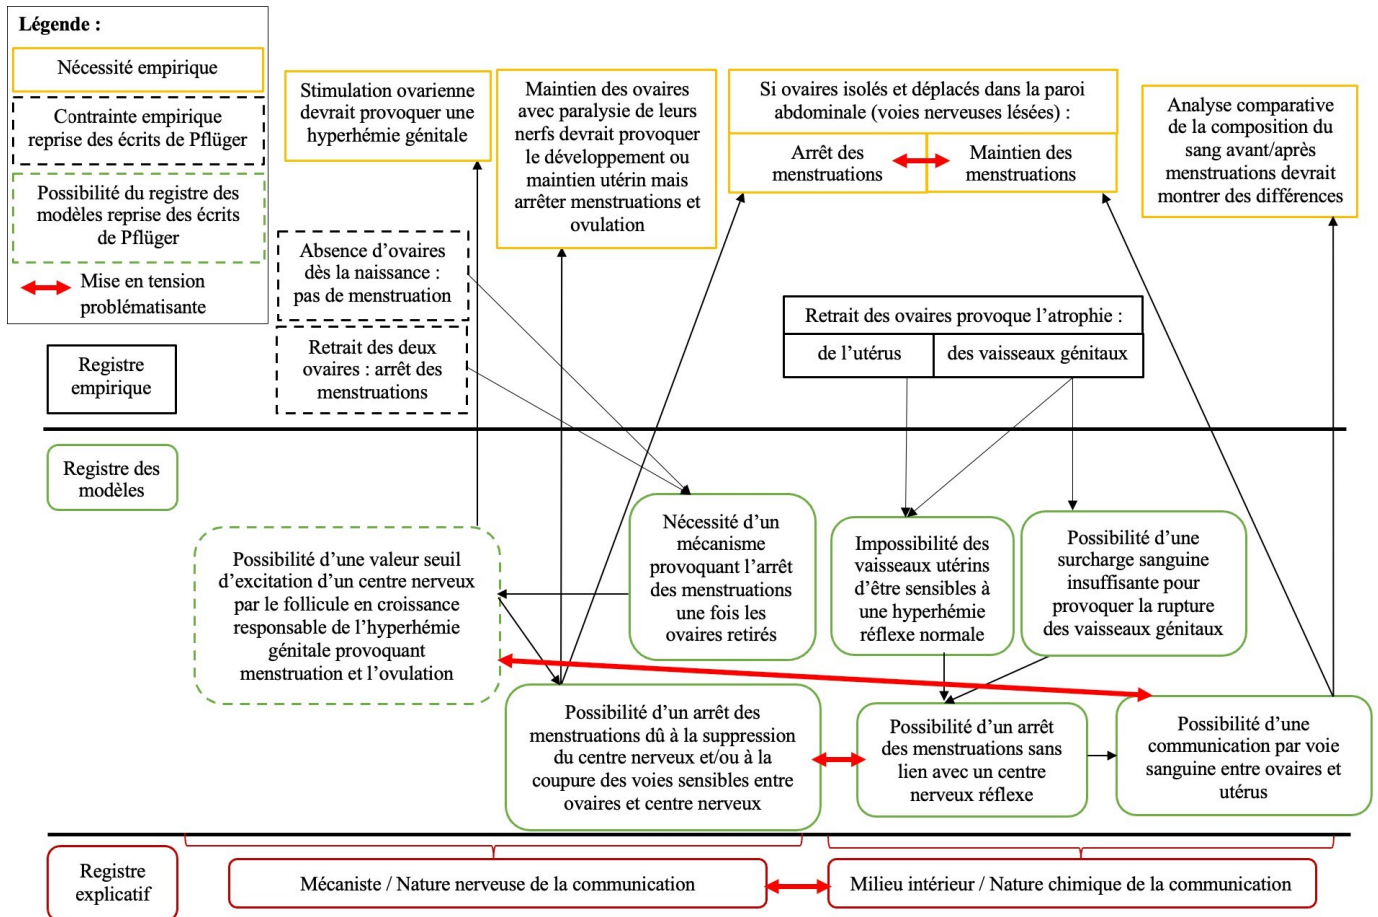 Légende :
Nécessité empirique
Contrainte empirique
reprise des écrits de Pflüger
Possibilité du registre des
modèles reprise des écrits
de Pflüger
Mise en tension
problématisante
Stimulation ovarienne
devrait provoquer une
hyperhémie génitale
Maintien des ovaires
avec paralysie de leurs
nerfs devrait provoquer
le développement ou
maintien utérin mais
arrêter menstruations et
ovulation
Si ovaires isolés et déplacés dans la paroi
abdominale (voies nerveuses lésées) :
Arrêt des
menstruations
Maintien des
menstruations
Analyse comparative
de la composition du
sang avant/après
menstruations devrait
montrer des différences
Absence d’ovaires
dès la naissance :
pas de menstruation
Retrait des deux
ovaires : arrêt des
menstruations
Retrait des ovaires provoque l’atrophie :
de l’utérus
des vaisseaux génitaux
Registre
empirique
Registre des
modèles
Possibilité d’une valeur seuil
d’excitation d’un centre nerveux
par le follicule en croissance
responsable de l’hyperhémie
génitale provoquant
menstruation et l’ovulation
Nécessité d’un
mécanisme
provoquant l’arrêt
des menstruations
une fois les
ovaires retirés
Impossibilité des
vaisseaux utérins
d’être sensibles à
une hyperhémie
réflexe normale
Possibilité d’une
surcharge sanguine
insuffisante pour
provoquer la rupture
des vaisseaux génitaux
Possibilité d’un arrêt des
menstruations dû à la suppression
du centre nerveux et/ou à la
coupure des voies sensibles entre
ovaires et centre nerveux
Possibilité d’un arrêt
des menstruations sans
lien avec un centre
nerveux réflexe
Possibilité d’une
communication par voie
sanguine entre ovaires et
utérus
Registre
explicatif
Mécaniste / Nature nerveuse de la communication
Milieu intérieur / Nature chimique de la communication